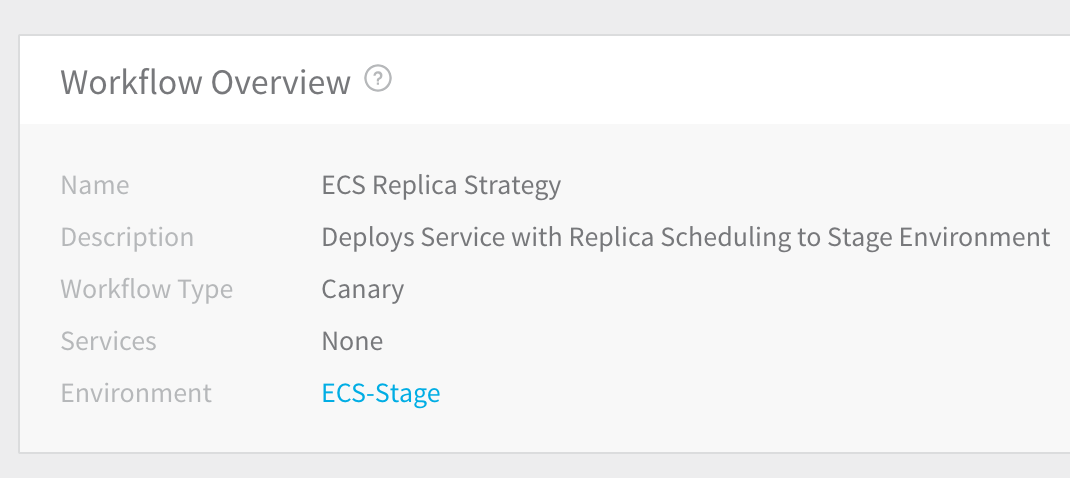 Workflow Overview ?
Name ECS Replica Strategy
Description Deploys Service with Replica Scheduling to Stage Environment
Workflow Type Canary
Services None
Environment ECS-Stage